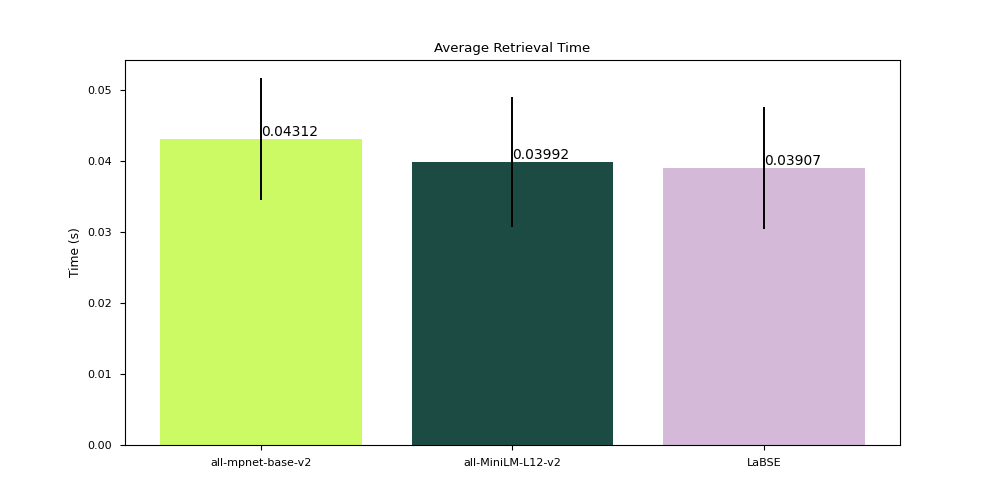 Average Retrieval Time
Time (s)
0.05
0.04
0.03
0.02
0.01
0.00
0.04312
0.03992
0.03907
all-mpnet-base-v2
all-MiniLM-L12-v2
LaBSE